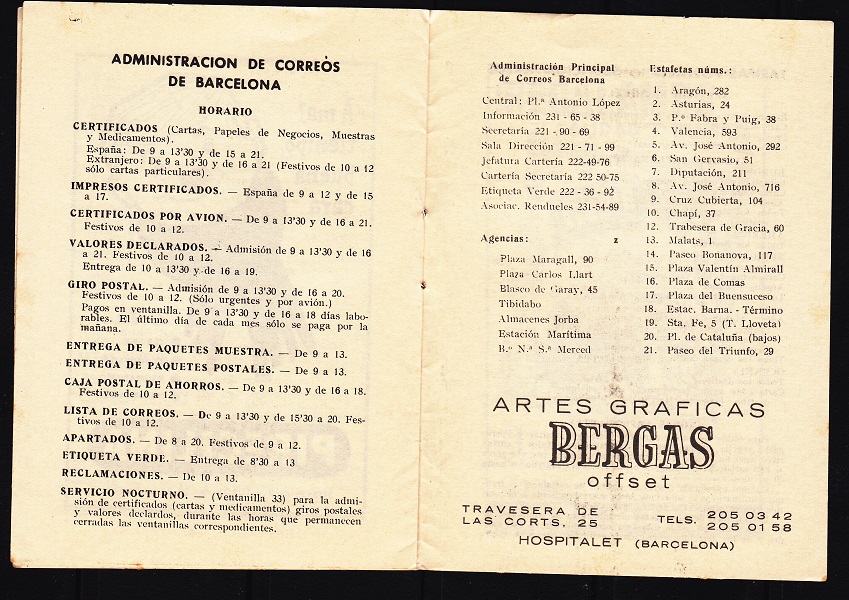 ADMINISTRACION DE CORREOS
DE BARCELONA
HORARIO
CERTIFICADOS (Cartas, Papeles de Negocios, Muestras
y Medicamentos).
España: De 9 a 13'30 y de 15 a 21.
Extranjero: De 9 a 13'30 y de 16 a 21 (Festivos de 10 a 12
sólo cartas particulares).
IMPRESOS CERTIFICADOS. — España de 9 a 12 y de 15
a 17.
CERTIFICADOS POR AVION. — De 9 a 13'30 y de 16 a 21.
Festivos de 10 a 12.
VALORES DECLARADOS. — Admisión de 9 a 13'30 y de 16
a 21. Festivos de 10 a 12.
Entrega de 10 a 13'30 y de 16 a 19.
GIRO POSTAL. — Admisión de 9 a 13'30 y de 16 a 20.
Festivos de 10 a 12. (Sólo urgentes y por avión.)
Pagos en ventanilla. De 9 a 13'30 y de 16 a 18 días labo-
rables. El último día de cada mes sólo se paga por la
mañana.
ENTREGA DE PAQUETES MUESTRA. — De 9 a 13.
ENTREGA DE PAQUETES POSTALES. — De 9 a 13.
CAJA POSTAL DE AHORROS. — De 9 a 13'30 y de 16 a 18.
Festivos de 10 a 12.
LISTA DE CORREOS. — De 9 a 13'30 y de 15'30 a 20. Fes-
tivos de 10 a 12.
APARTADOS. — De 8 a 20. Festivos de 9 a 12.
ETIQUETA VERDE. — Entrega de 8'30 a 13
RECLAMACIONES. — De 10 a 13.
SERVICIO NOCTURNO. — (Ventanilla 33) para la admi-
sión de certificados (cartas y medicamentos) giros postales
y valores declardos, durante las horas que permanecen
cerradas las ventanillas correspondientes.
Administración Principal
de Correos Barcelona
Central: Pl.ª Antonio López
Información 231 - 65 - 38
Secretaría 221 - 90 - 69
Sala Dirección 221 - 71 - 99
Jefatura Cartería 222-49-76
Cartería Secretaría 222 50-75
Etiqueta Verde 222 - 36 - 92
Asociac. Rendueles 231-54-89
Agencias: z
Plaza Maragall, 90
Plaza Carlos Llart
Blasco de Garay, 45
Tibidabo
Almacenes Jorba
Estación Marítima
B.º N.ª S.ª Merced
Estafetas núms.:
1. Aragón, 282
2. Asturias, 24
3. P.º Fabra y Puig, 38
4. Valencia, 593
5. Av. José Antonio, 292
6. San Gervasio, 51
7. Diputación, 211
8. Av. José Antonio, 716
9. Cruz Cubierta, 104
10. Chapí, 37
12. Trabesera de Gracia, 60
13. Malats, 1
14. Paseo Bonanova, 117
15. Plaza Valentín Almirall
16. Plaza de Comas
17. Plaza del Buensuceso
18. Estac. Barna. - Término
19. Sta. Fe, 5 (T. Lloveta)
20. Pl. de Cataluña (bajos)
21. Paseo del Triunfo, 29
ARTES GRAFICAS
BERGAS
offset
TRAVESERA DE
LAS CORTS, 25
TELS. 205 03 42
205 01 58
HOSPITALET (BARCELONA)